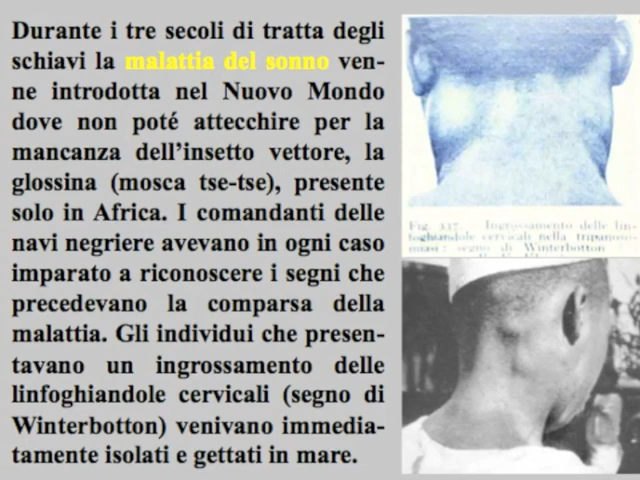 Durante i tre secoli di tratta degli
schiavi la malattia del sonno ven-
ne introdotta nel Nuovo Mondo
dove non poté attecchire per la
mancanza dell'insetto vettore, la
glossina (mosca tse-tse), presente
solo in Africa. I comandanti delle
navi negriere avevano in ogni caso
imparato a riconoscere i segni che
precedevano la comparsa della
malattia. Gli individui che presen-
tavano un ingrossamento delle
linfoghiandole cervicali (segno di
Winterbotton) venivano immedia-
tamente isolati e gettati in mare.
Fig. 337. Ingrossamento delle lin-
foghiandole cervicali nella tripanoso-
miasi: segno di Winterbotton